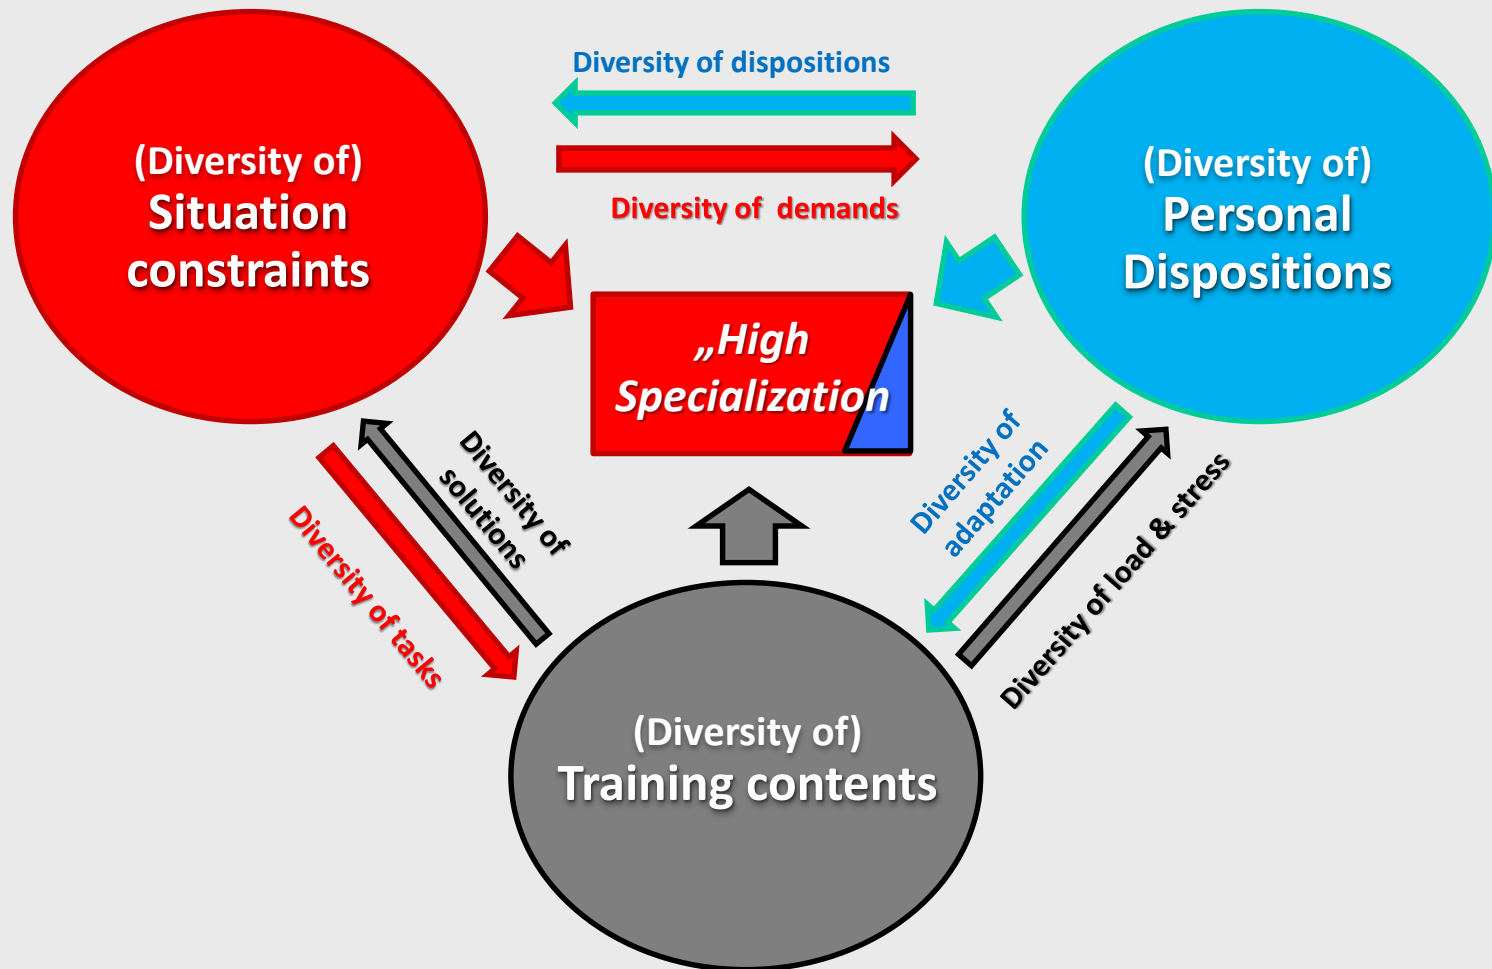 Diversity of dispositions
(Diversity of)
Situation
constraints
Diversity of  demands
(Diversity of)
Personal
Dispositions
„High
Specialization
Diversity of
solutions
Diversity of tasks
Diversity of
adaptation
Diversity of load & stress
(Diversity of)
Training contents